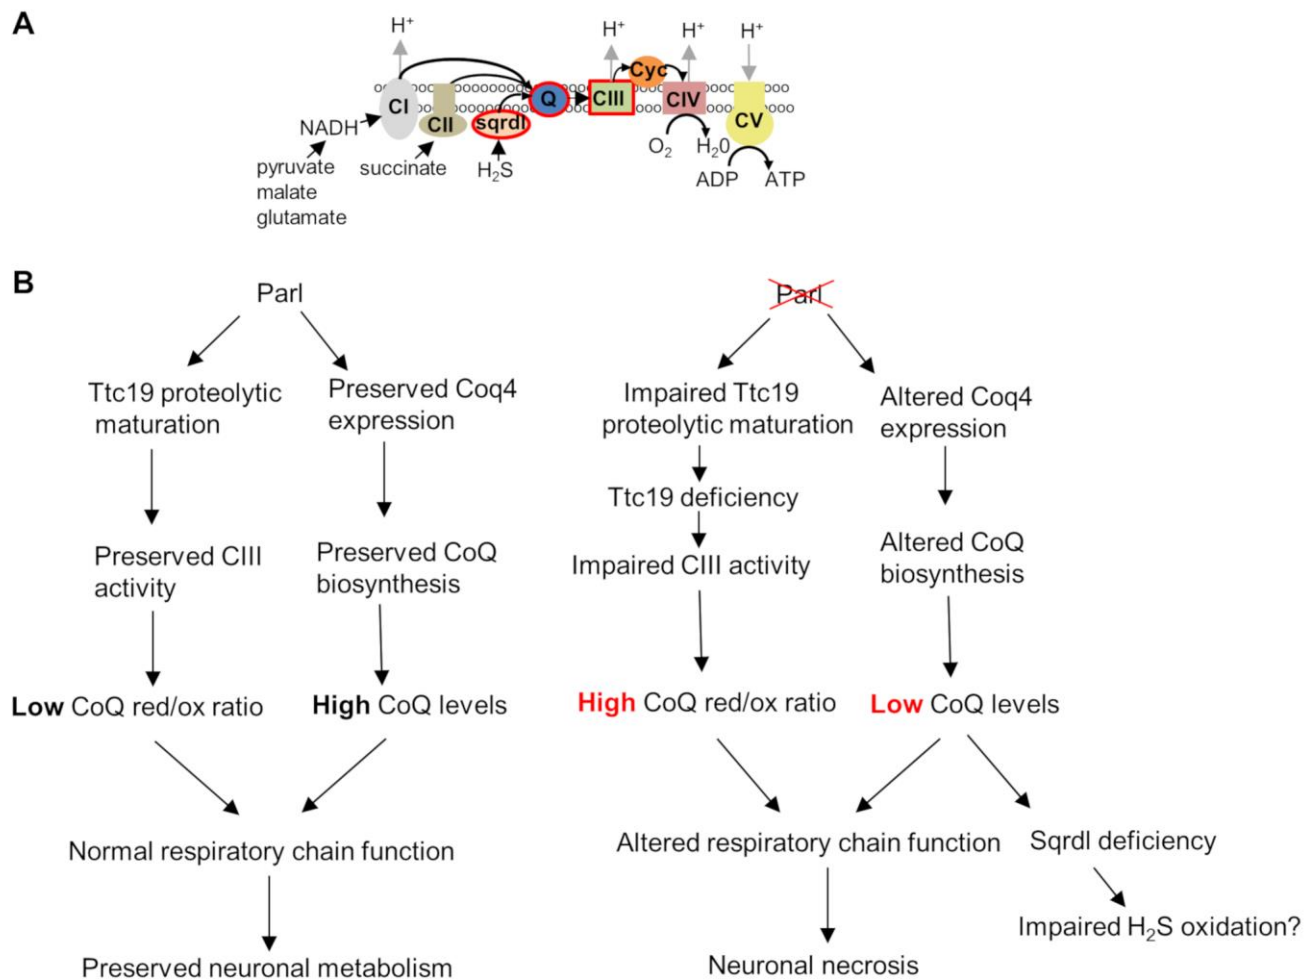 A
H⁺
H⁺
H⁺
H⁺
CI
CII
sqrdl
Q
CIII
Cyc
CIV
CV
NADH
pyruvate
malate
glutamate
succinate
H₂S
O₂
H₂0
ADP
ATP
B
Parl
Ttc19 proteolytic
maturation
Preserved Coq4
expression
Preserved CIII
activity
Preserved CoQ
biosynthesis
Low CoQ red/ox ratio
High CoQ levels
Normal respiratory chain function
Preserved neuronal metabolism
Parl
Impaired Ttc19
proteolytic maturation
Altered Coq4
expression
Ttc19 deficiency
Impaired CIII activity
Altered CoQ
biosynthesis
High CoQ red/ox ratio
Low CoQ levels
Altered respiratory chain function
Sqrdl deficiency
Impaired H₂S oxidation?
Neuronal necrosis